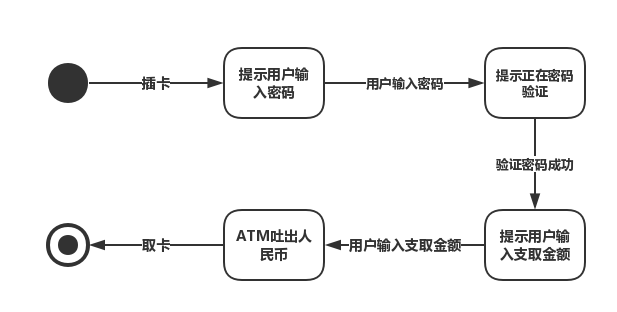 插卡
提示用户输
入密码
用户输入密码
提示正在密码
验证
验证密码成功
提示用户输
入支取金额
用户输入支取金额
ATM吐出人
民币
取卡